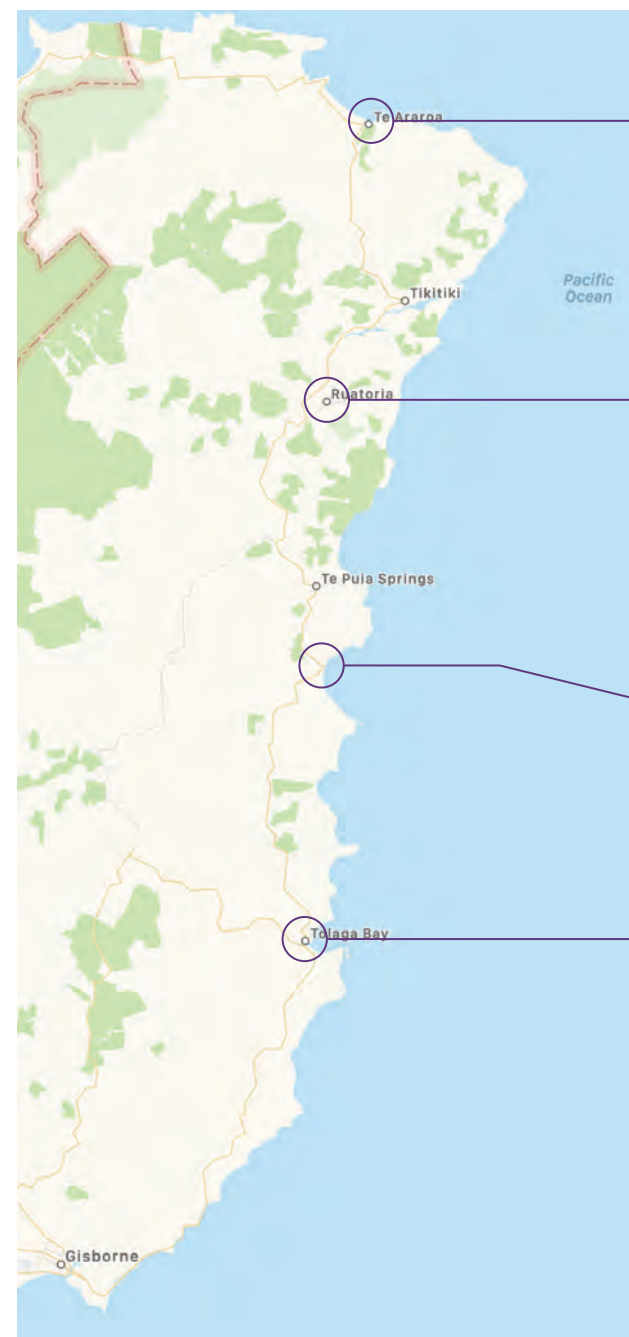 Te Araroa
Pacific
Ocean
Tikitiki
Ruatoria
Te Puia Springs
Tolaga Bay
Gisborne